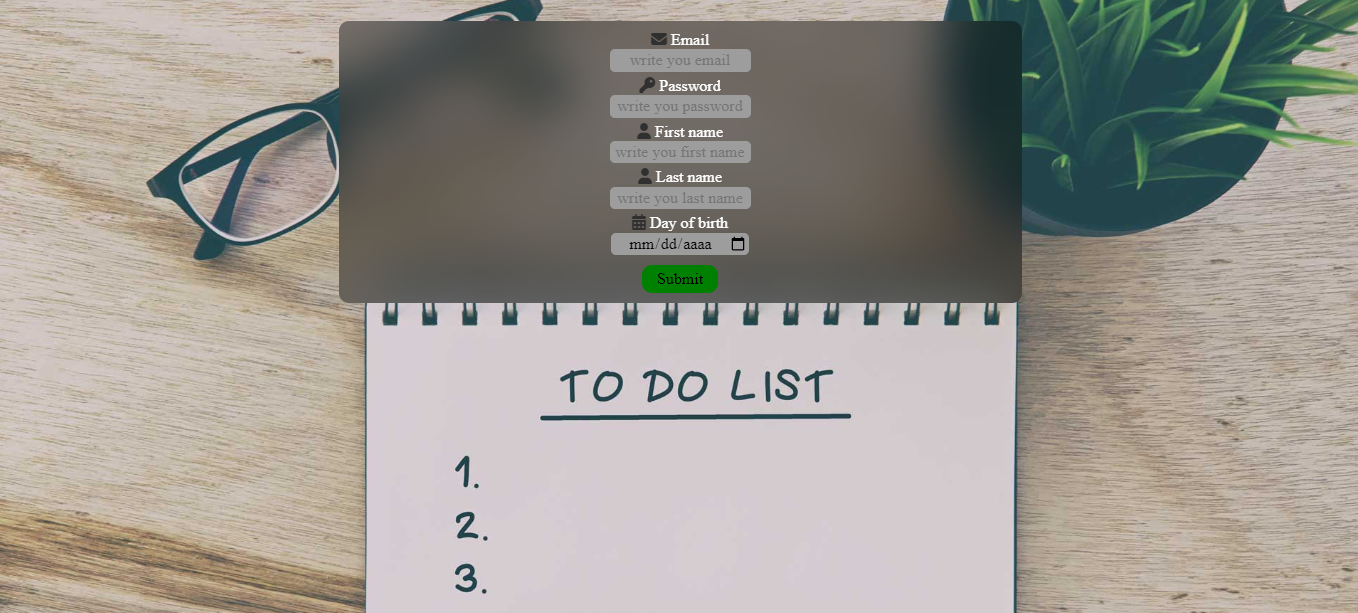 Email
write you email
Password
write you password
First name
write you first name
Last name
write you last name
Day of birth
mm/dd/aaaa
Submit
TO DO LIST
1.
2.
3.